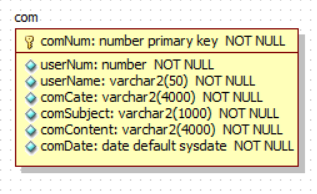 com
comNum: number primary key NOT NULL
userNum: number NOT NULL
userName: varchar2(50) NOT NULL
comCate: varchar2(4000) NOT NULL
comSubject: varchar2(1000) NOT NULL
comContent: varchar2(4000) NOT NULL
comDate: date default sysdate NOT NULL